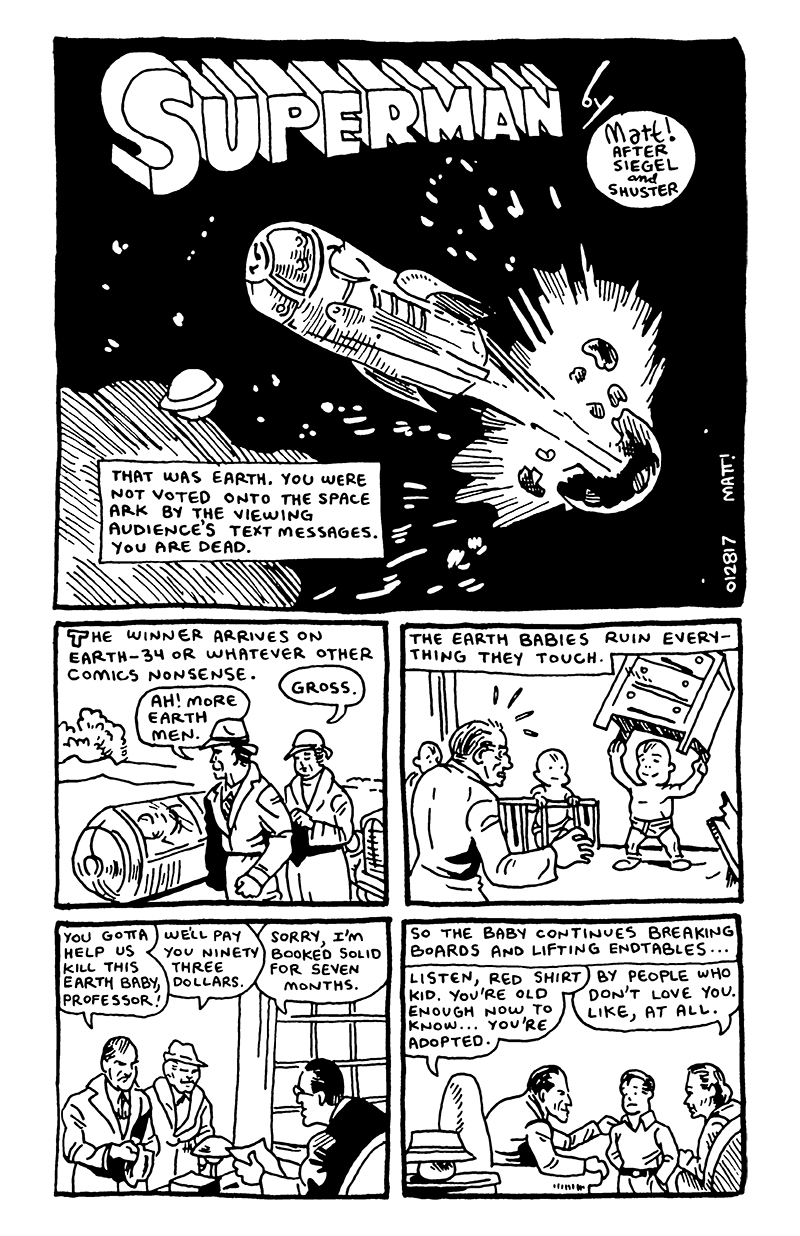 SUPERMAN
by
Matt!
AFTER
SIEGEL
and
SHUSTER
THAT WAS EARTH. YOU WERE
NOT VOTED ONTO THE SPACE
ARK BY THE VIEWING
AUDIENCE'S TEXT MESSAGES.
YOU ARE DEAD.
012817 MATT!
THE WINNER ARRIVES ON
EARTH-34 OR WHATEVER OTHER
COMICS NONSENSE.
AH! MORE
EARTH
MEN.
GROSS.
THE EARTH BABIES RUIN EVERY-
THING THEY TOUCH.
YOU GOTTA
HELP US
KILL THIS
EARTH BABY,
PROFESSOR!
WE'LL PAY
YOU NINETY
THREE
DOLLARS.
SORRY, I'M
BOOKED SOLID
FOR SEVEN
MONTHS.
SO THE BABY CONTINUES BREAKING
BOARDS AND LIFTING ENDTABLES...
LISTEN, RED SHIRT
KID. YOU'RE OLD
ENOUGH NOW TO
KNOW... YOU'RE
ADOPTED.
BY PEOPLE WHO
DON'T LOVE YOU.
LIKE, AT ALL.